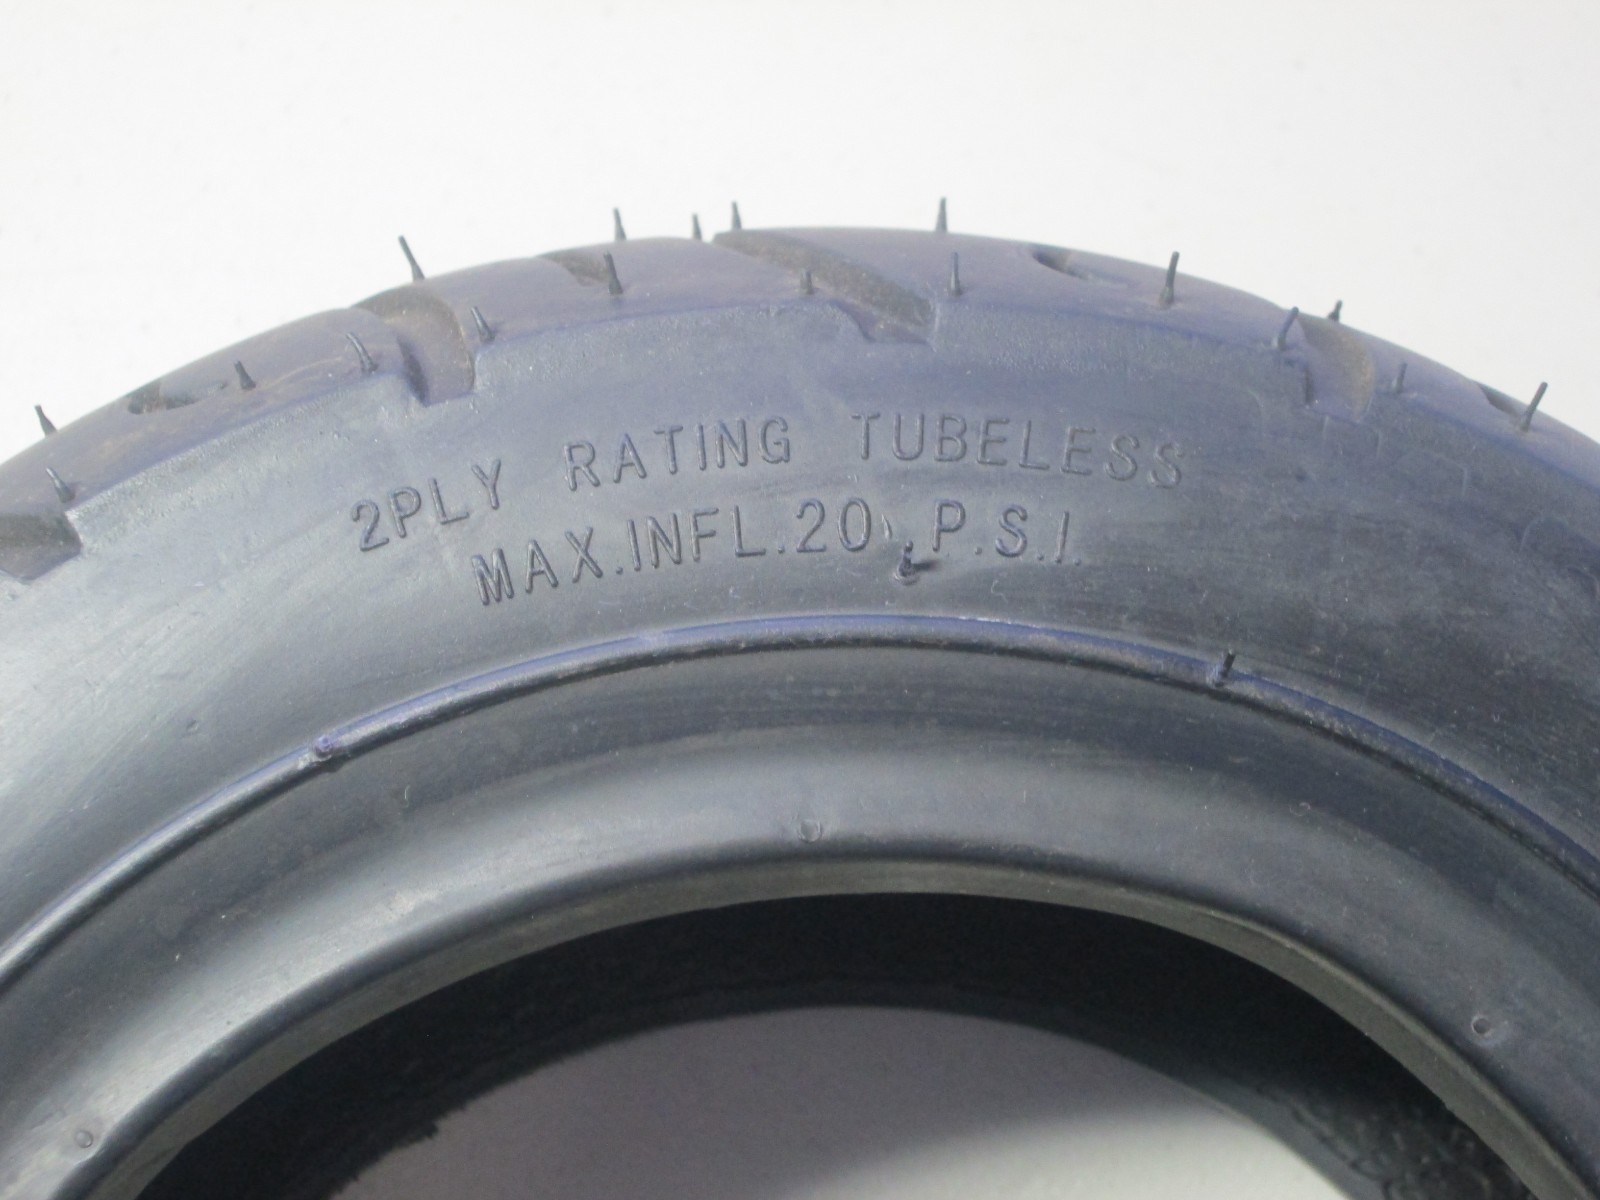 2PLY RATING TUBELESS
MAX.INFL.20 .P.S.I.